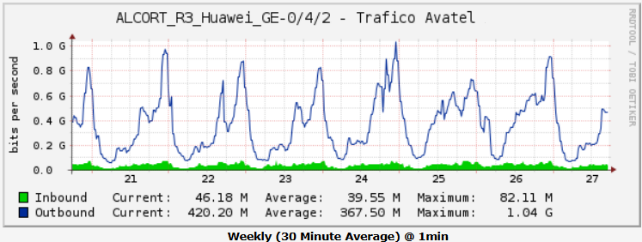 ALCORT_R3_Huawei_GE-0/4/2 - Trafico Avatel
RRDTOOL / TOBI OETIKER
bits per second
1.0 G
0.8 G
0.6 G
0.4 G
0.2 G
0.0
21 22 23 24 25 26 27
Inbound Current: 46.18 M Average: 39.55 M Maximum: 82.11 M
Outbound Current: 420.20 M Average: 367.50 M Maximum: 1.04 G
Weekly (30 Minute Average) @ 1min